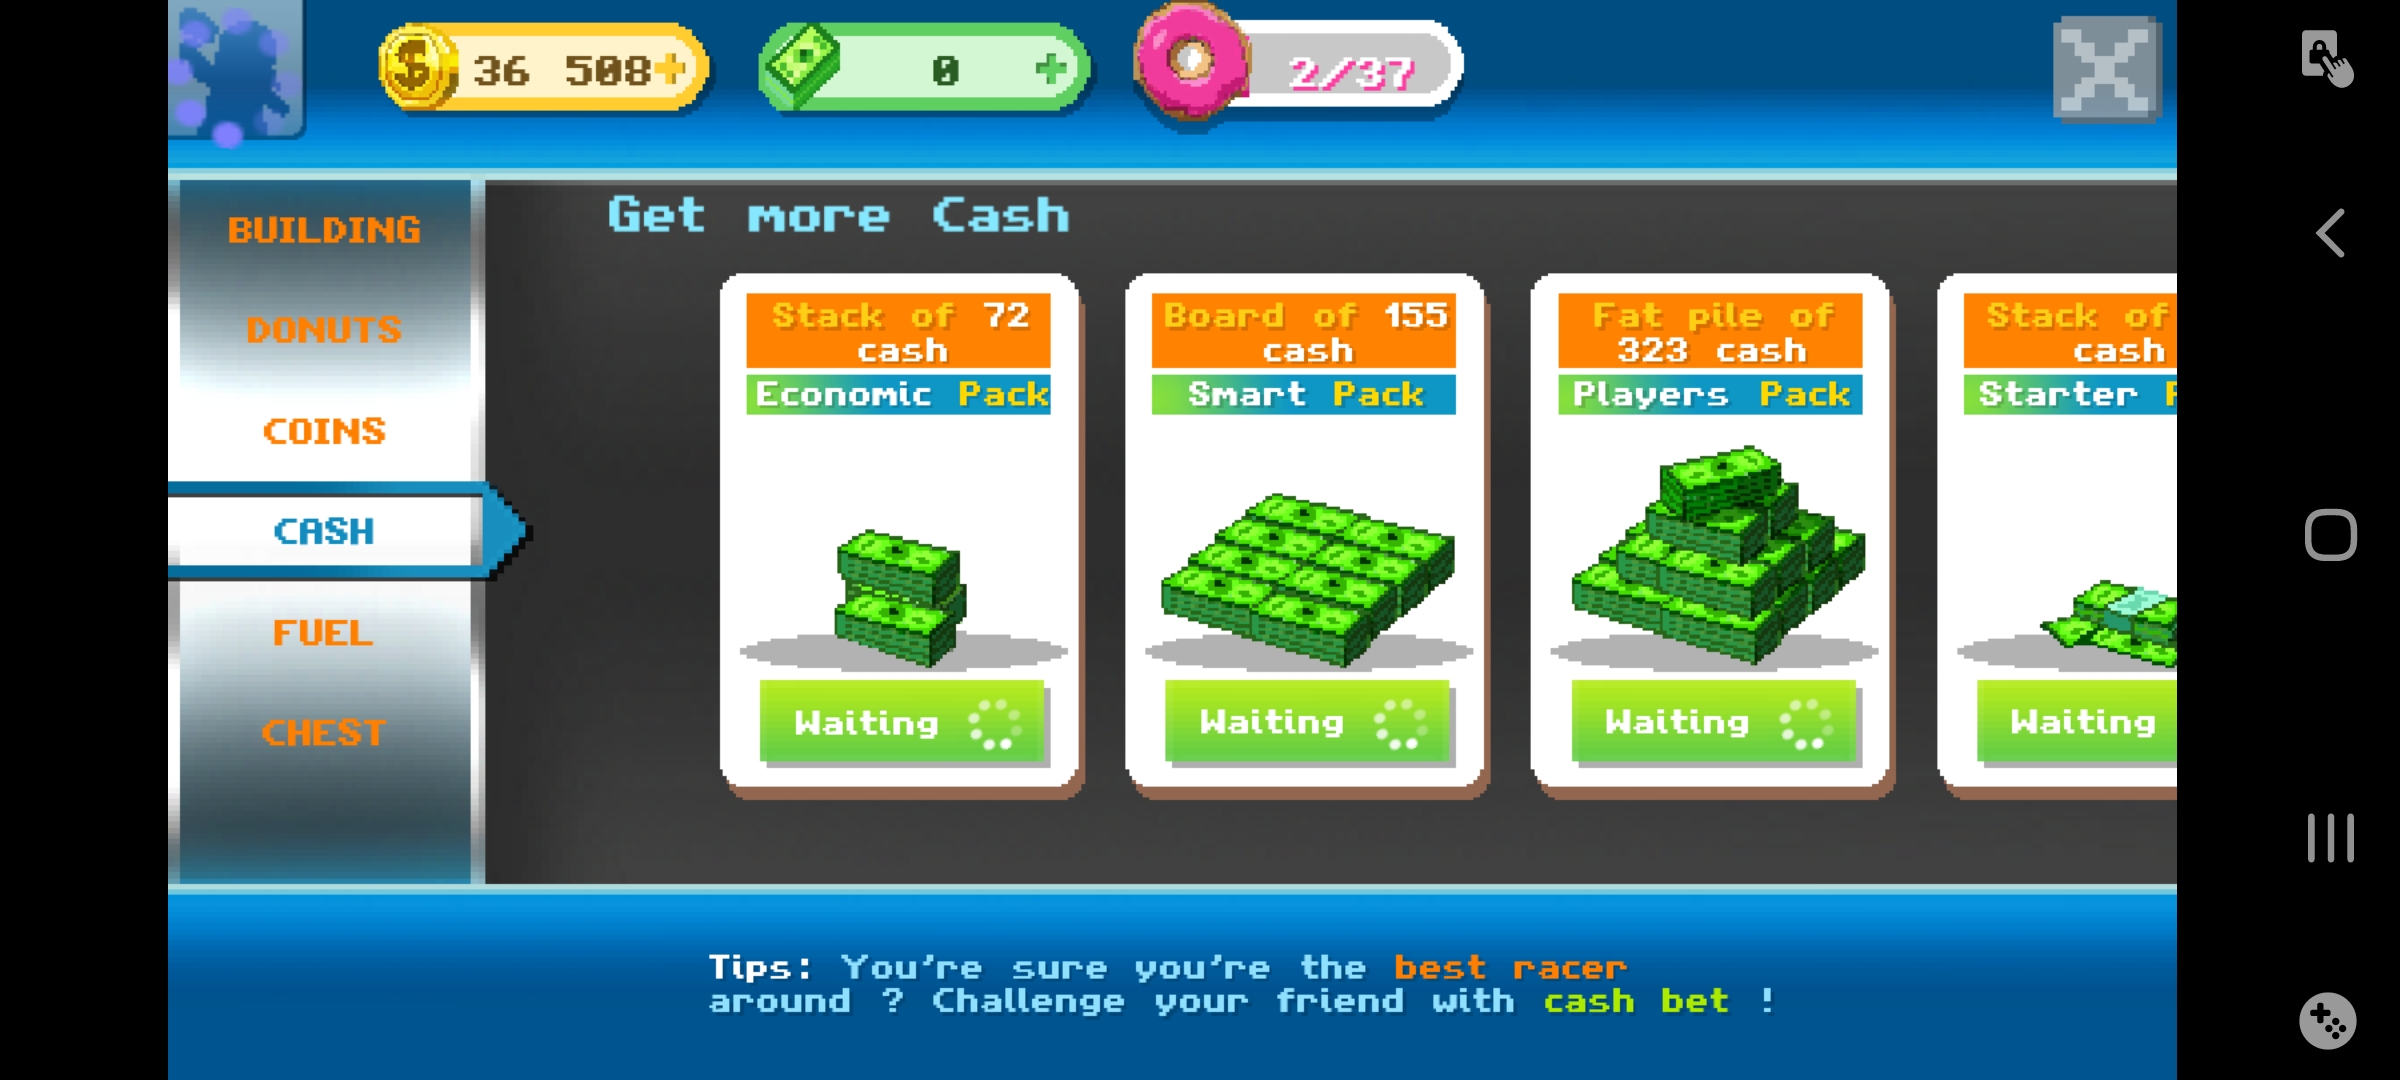 36 508
0
2/37
BUILDING
DONUTS
COINS
CASH
FUEL
CHEST
Get more Cash
Stack of 72
cash
Economic Pack
Waiting
Board of 155
cash
Smart Pack
Waiting
Fat pile of
323 cash
Players Pack
Waiting
Stack of
cash
Starter
Waiting
Tips: You're sure you're the best racer
around ? Challenge your friend with cash bet !